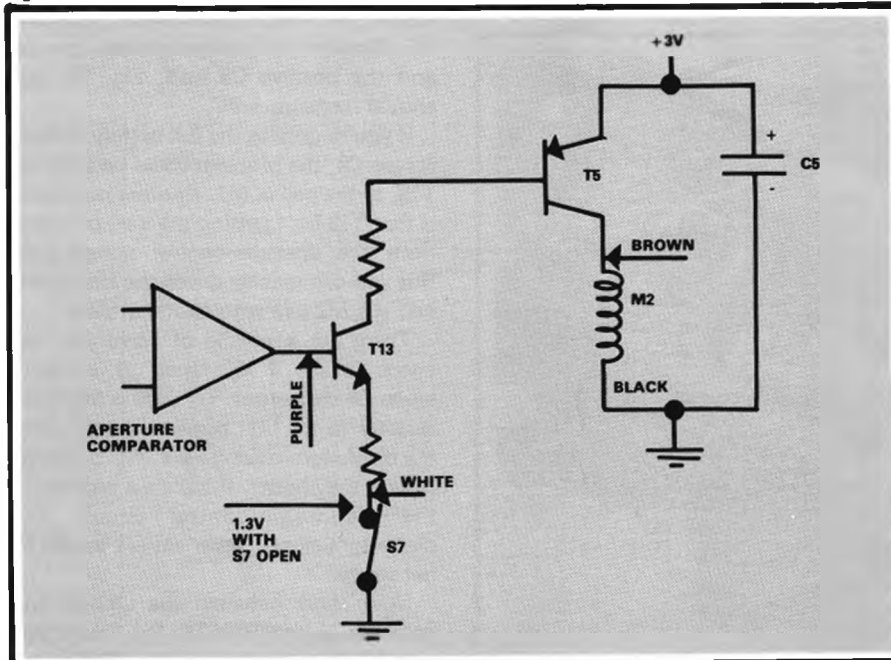 +3V
+
T5
C5
-
BROWN
M2
T13
BLACK
PURPLE
APERTURE
COMPARATOR
WHITE
1.3V
WITH
S7 OPEN
S7